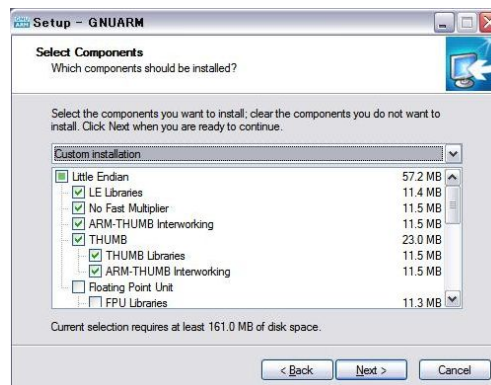 GNU ARM Setup - GNUARM
Select Components
Which components should be installed?
Select the components you want to install; clear the components you do not want to
install. Click Next when you are ready to continue.
Custom installation
Little Endian 57.2 MB
LE Libraries 11.4 MB
No Fast Multiplier 11.5 MB
ARM-THUMB Interworking 11.5 MB
THUMB 23.0 MB
THUMB Libraries 11.5 MB
ARM-THUMB Interworking 11.5 MB
Floating Point Unit
FPU Libraries 11.3 MB
Current selection requires at least 161.0 MB of disk space.
< Back Next > Cancel